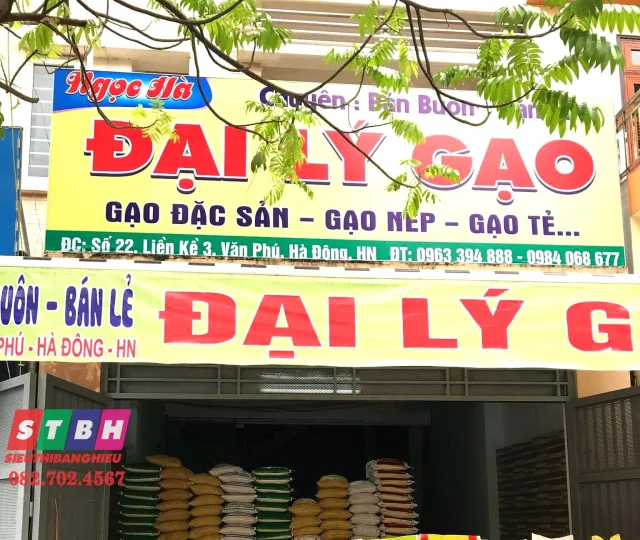 Ngọc Hà
Chuyên : Bán Buôn
ĐẠI LÝ GẠO
GẠO ĐẶC SẢN – GẠO NẾP – GẠO TẺ...
ĐC: Số 22, Liền Kề 3, Văn Phú, Hà Đông, HN ĐT: 0963 394 888 - 0984 068 677
UÔN - BÁN LẺ
PHÚ - HÀ ĐÔNG - HN
ĐẠI LÝ G
STBH
SIEUTHIBANGHIEU
082.702.4567